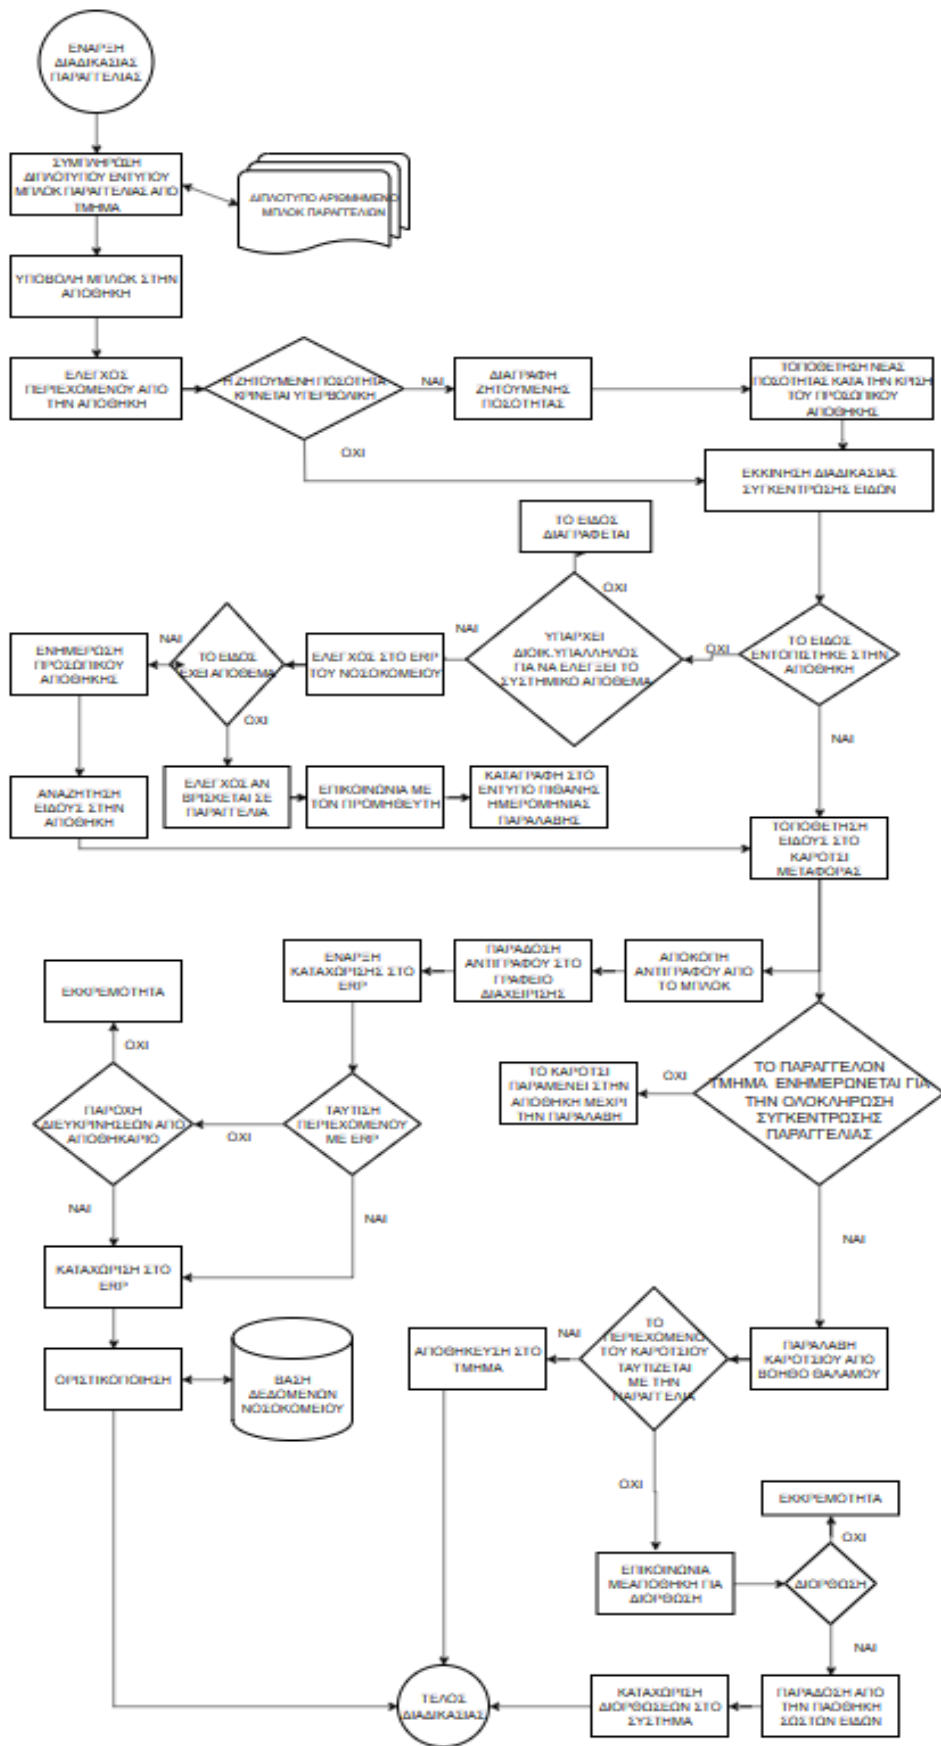 ΕΝΑΡΞΗ
ΔΙΑΔΙΚΑΣΙΑΣ
ΠΑΡΑΓΓΕΛΙΑΣ
ΣΥΜΠΛΗΡΩΣΗ
ΔΙΠΛΟΤΥΠΟΥ ΕΝΤΥΠΟΥ
ΜΠΛΟΚ ΠΑΡΑΓΓΕΛΙΑΣ ΑΠΟ
ΤΜΗΜΑ
ΔΙΠΛΟΤΥΠΟ ΑΡΙΘΜΗΜΕΝΟ
ΜΠΛΟΚ ΠΑΡΑΓΓΕΛΙΩΝ
ΥΠΟΒΟΛΗ ΜΠΛΟΚ ΣΤΗΝ
ΑΠΟΘΗΚΗ
ΕΛΕΓΧΟΣ
ΠΕΡΙΕΧΟΜΕΝΟΥ ΑΠΟ
ΤΗΝ ΑΠΟΘΗΚΗ
Η ΖΗΤΟΥΜΕΝΗ ΠΟΣΟΤΗΤΑ
ΚΡΙΝΕΤΑΙ ΥΠΕΡΒΟΛΙΚΗ
ΝΑΙ
ΔΙΑΓΡΑΦΗ
ΖΗΤΟΥΜΕΝΗΣ
ΠΟΣΟΤΗΤΑΣ
ΤΟΠΟΘΕΤΗΣΗ ΝΕΑΣ
ΠΟΣΟΤΗΤΑΣ ΚΑΤΑ ΤΗΝ ΚΡΙΣΗ
ΤΟΥ ΠΡΟΣΩΠΙΚΟΥ
ΑΠΟΘΗΚΗΣ
ΟΧΙ
ΕΚΚΙΝΗΣΗ ΔΙΑΔΙΚΑΣΙΑΣ
ΣΥΓΚΕΝΤΡΩΣΗΣ ΕΙΔΩΝ
ΤΟ ΕΙΔΟΣ
ΔΙΑΓΡΑΦΕΤΑΙ
ΟΧΙ
ΕΝΗΜΕΡΩΣΗ
ΠΡΟΣΩΠΙΚΟΥ
ΑΠΟΘΗΚΗΣ
ΝΑΙ
ΤΟ ΕΙΔΟΣ
ΕΧΕΙ ΑΠΟΘΕΜΑ
ΕΛΕΓΧΟΣ ΣΤΟ ERP
ΤΟΥ ΝΟΣΟΚΟΜΕΙΟΥ
ΝΑΙ
ΥΠΑΡΧΕΙ
ΔΙΟΙΚ.ΥΠΑΛΛΗΛΟΣ
ΓΙΑ ΝΑ ΕΛΕΓΞΕΙ ΤΟ
ΣΥΣΤΗΜΙΚΟ ΑΠΟΘΕΜΑ
ΟΧΙ
ΤΟ ΕΙΔΟΣ
ΕΝΤΟΠΙΣΤΗΚΕ ΣΤΗΝ
ΑΠΟΘΗΚΗ
ΟΧΙ
ΝΑΙ
ΑΝΑΖΗΤΗΣΗ
ΕΙΔΟΥΣ ΣΤΗΝ
ΑΠΟΘΗΚΗ
ΕΛΕΓΧΟΣ ΑΝ
ΒΡΙΣΚΕΤΑΙ ΣΕ
ΠΑΡΑΓΓΕΛΙΑ
ΕΠΙΚΟΙΝΩΝΙΑ ΜΕ
ΤΟΝ ΠΡΟΜΗΘΕΥΤΗ
ΚΑΤΑΓΡΑΦΗ ΣΤΟ
ΕΝΤΥΠΟ ΠΙΘΑΝΗΣ
ΗΜΕΡΟΜΗΝΙΑΣ
ΠΑΡΑΛΑΒΗΣ
ΤΟΠΟΘΕΤΗΣΗ
ΕΙΔΟΥΣ ΣΤΟ
ΚΑΡΟΤΣΙ
ΜΕΤΑΦΟΡΑΣ
ΕΝΑΡΞΗ
ΚΑΤΑΧΩΡΙΣΗΣ ΣΤΟ
ERP
ΠΑΡΑΔΟΣΗ
ΑΝΤΙΓΡΑΦΟΥ ΣΤΟ
ΓΡΑΦΕΙΟ
ΔΙΑΧΕΙΡΙΣΗΣ
ΑΠΟΚΟΠΗ
ΑΝΤΙΓΡΑΦΟΥ ΑΠΟ
ΤΟ ΜΠΛΟΚ
ΕΚΚΡΕΜΟΤΗΤΑ
ΟΧΙ
ΠΑΡΟΧΗ
ΔΙΕΥΚΡΙΝΗΣΕΩΝ ΑΠΟ
ΑΠΟΘΗΚΑΡΙΟ
ΟΧΙ
ΤΑΥΤΙΣΗ
ΠΕΡΙΕΧΟΜΕΝΟΥ
ΜΕ ERP
ΤΟ ΚΑΡΟΤΣΙ
ΠΑΡΑΜΕΝΕΙ ΣΤΗΝ
ΑΠΟΘΗΚΗ ΜΕΧΡΙ
ΤΗΝ ΠΑΡΑΛΑΒΗ
ΟΧΙ
ΤΟ ΠΑΡΑΓΓΕΛΟΝ
ΤΜΗΜΑ ΕΝΗΜΕΡΩΝΕΤΑΙ ΓΙΑ
ΤΗΝ ΟΛΟΚΛΗΡΩΣΗ
ΣΥΓΚΕΝΤΡΩΣΗΣ
ΠΑΡΑΓΓΕΛΙΑΣ
ΝΑΙ
ΝΑΙ
ΝΑΙ
ΚΑΤΑΧΩΡΙΣΗ ΣΤΟ
ERP
ΟΡΙΣΤΙΚΟΠΟΙΗΣΗ
ΒΑΣΗ
ΔΕΔΟΜΕΝΩΝ
ΝΟΣΟΚΟΜΕΙΟΥ
ΑΠΟΘΗΚΕΥΣΗ ΣΤΟ
ΤΜΗΜΑ
ΝΑΙ
ΤΟ
ΠΕΡΙΕΧΟΜΕΝΟ
ΤΟΥ ΚΑΡΟΤΣΙΟΥ
ΤΑΥΤΙΖΕΤΑΙ
ΜΕ ΤΗΝ
ΠΑΡΑΓΓΕΛΙΑ
ΠΑΡΑΛΑΒΗ
ΚΑΡΟΤΣΙΟΥ ΑΠΟ
ΒΟΗΘΟ ΘΑΛΑΜΟΥ
ΟΧΙ
ΕΚΚΡΕΜΟΤΗΤΑ
ΟΧΙ
ΕΠΙΚΟΙΝΩΝΙΑ
ΜΕΑΠΟΘΗΚΗ ΓΙΑ
ΔΙΟΡΘΩΣΗ
ΔΙΟΡΘΩΣΗ
ΝΑΙ
ΤΕΛΟΣ
ΔΙΑΔΙΚΑΣΙΑΣ
ΚΑΤΑΧΩΡΙΣΗ
ΔΙΟΡΘΩΣΕΩΝ ΣΤΟ
ΣΥΣΤΗΜΑ
ΠΑΡΑΔΟΣΗ ΑΠΟ
ΤΗΝ ΠΑΟΘΗΚΗ
ΣΩΣΤΩΝ ΕΙΔΩΝ